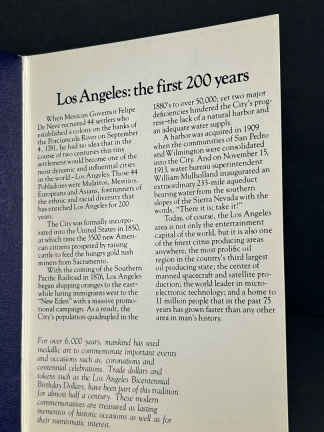 Los Angeles: the first 200 years
When Mexican Governor Felipe
De Neve recruited 44 settlers who
established a colony on the banks of
the Porciuncula River on September
4, 1781, he had no idea that in the
course of two centuries this tiny
settlement would become one of the
most dynamic and influential cities
in the world—Los Angeles. Those 44
Pobladores were Mulattos, Mexico,
Europeans and Asians, forerunners of
the ethnic and racial diversity that
has enriched Los Angeles for 200
years.
The City was formally incorpo-
rated into the United States in 1850,
at which time the 3500 new Ameri-
can citizens prospered by raising
cattle to feed the hungry gold rush
miners from Sacramento.
With the coming of the Southern
Pacific Railroad in 1876, Los Angeles
began shipping oranges to the east—
while luring immigrants west to the
"New Eden" with a massive promo-
tional campaign. As a result, the
City's population quadrupled in the
1880's to over 50,000; yet two major
deficiencies hindered the City's prog-
ress—the lack of a natural harbor and
an adequate water supply.
A harbor was acquired in 1909
when the communities of San Pedro
and Wilmington were consolidated
into the City. And on November 15,
1913, water bureau superintendent
William Mulholland inaugurated an
extraordinary 233-mile aqueduct
bearing water from the southern
slopes of the Sierra Nevada with the
words, "There it is; take it!"
Today, of course, the Los Angeles
area is not only the entertainment
capital of the world, but it is also one
of the finest citrus producing areas
anywhere; the most prolific oil
region in the country's third largest
oil producing state; the center of
manned spacecraft and satellite pro-
duction; the world leader in micro-
electronic technology; and a home to
11 million people that in the past 75
years has grown faster than any other
area in man's history.
For over 6,000 years, mankind has used
medallic art to commemorate important events
and occasions such as, coronations and
centennial celebrations. Trade dollars and
tokens such as the Los Angeles Bicentennial
Birthday Dollars, have been part of this tradition
for almost half a century. These modern
commemoratives are treasured as lasting
mementos of historic occasions as well as for
their numismatic interest.